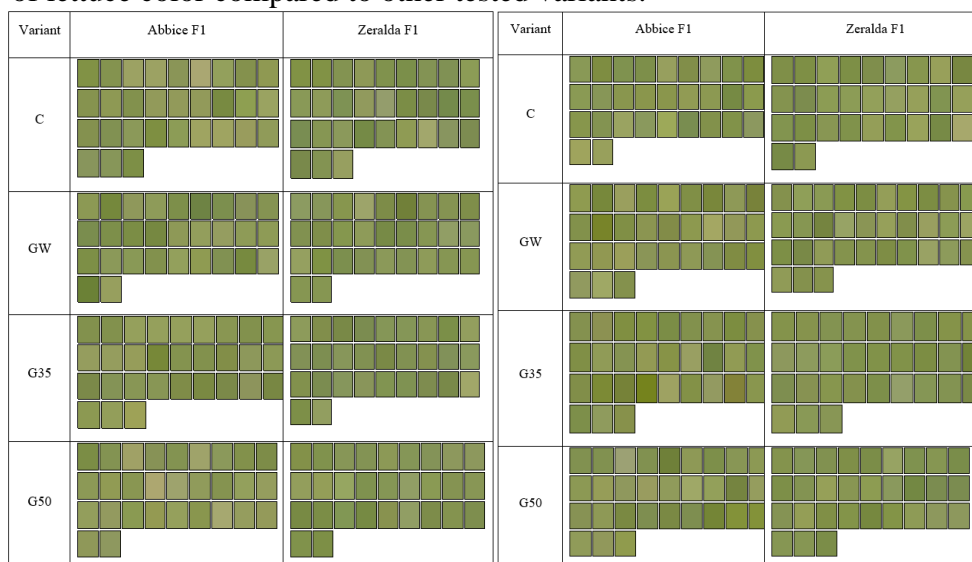 of lettuce color compared to other tested variants.
Variant Abbice F1 Zeralda F1
C
GW
G35
G50
Variant Abbice F1 Zeralda F1
C
GW
G35
G50